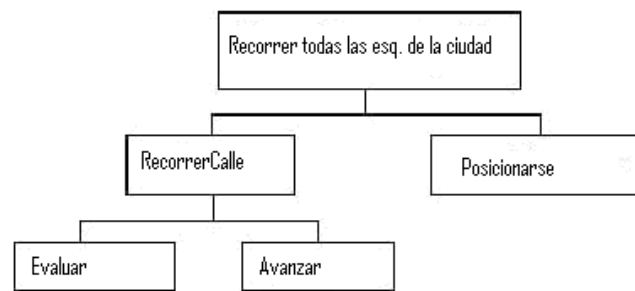 Recorrer todas las esq. de la ciudad
RecorrerCalle
Posicionarse
Evaluar
Avanzar